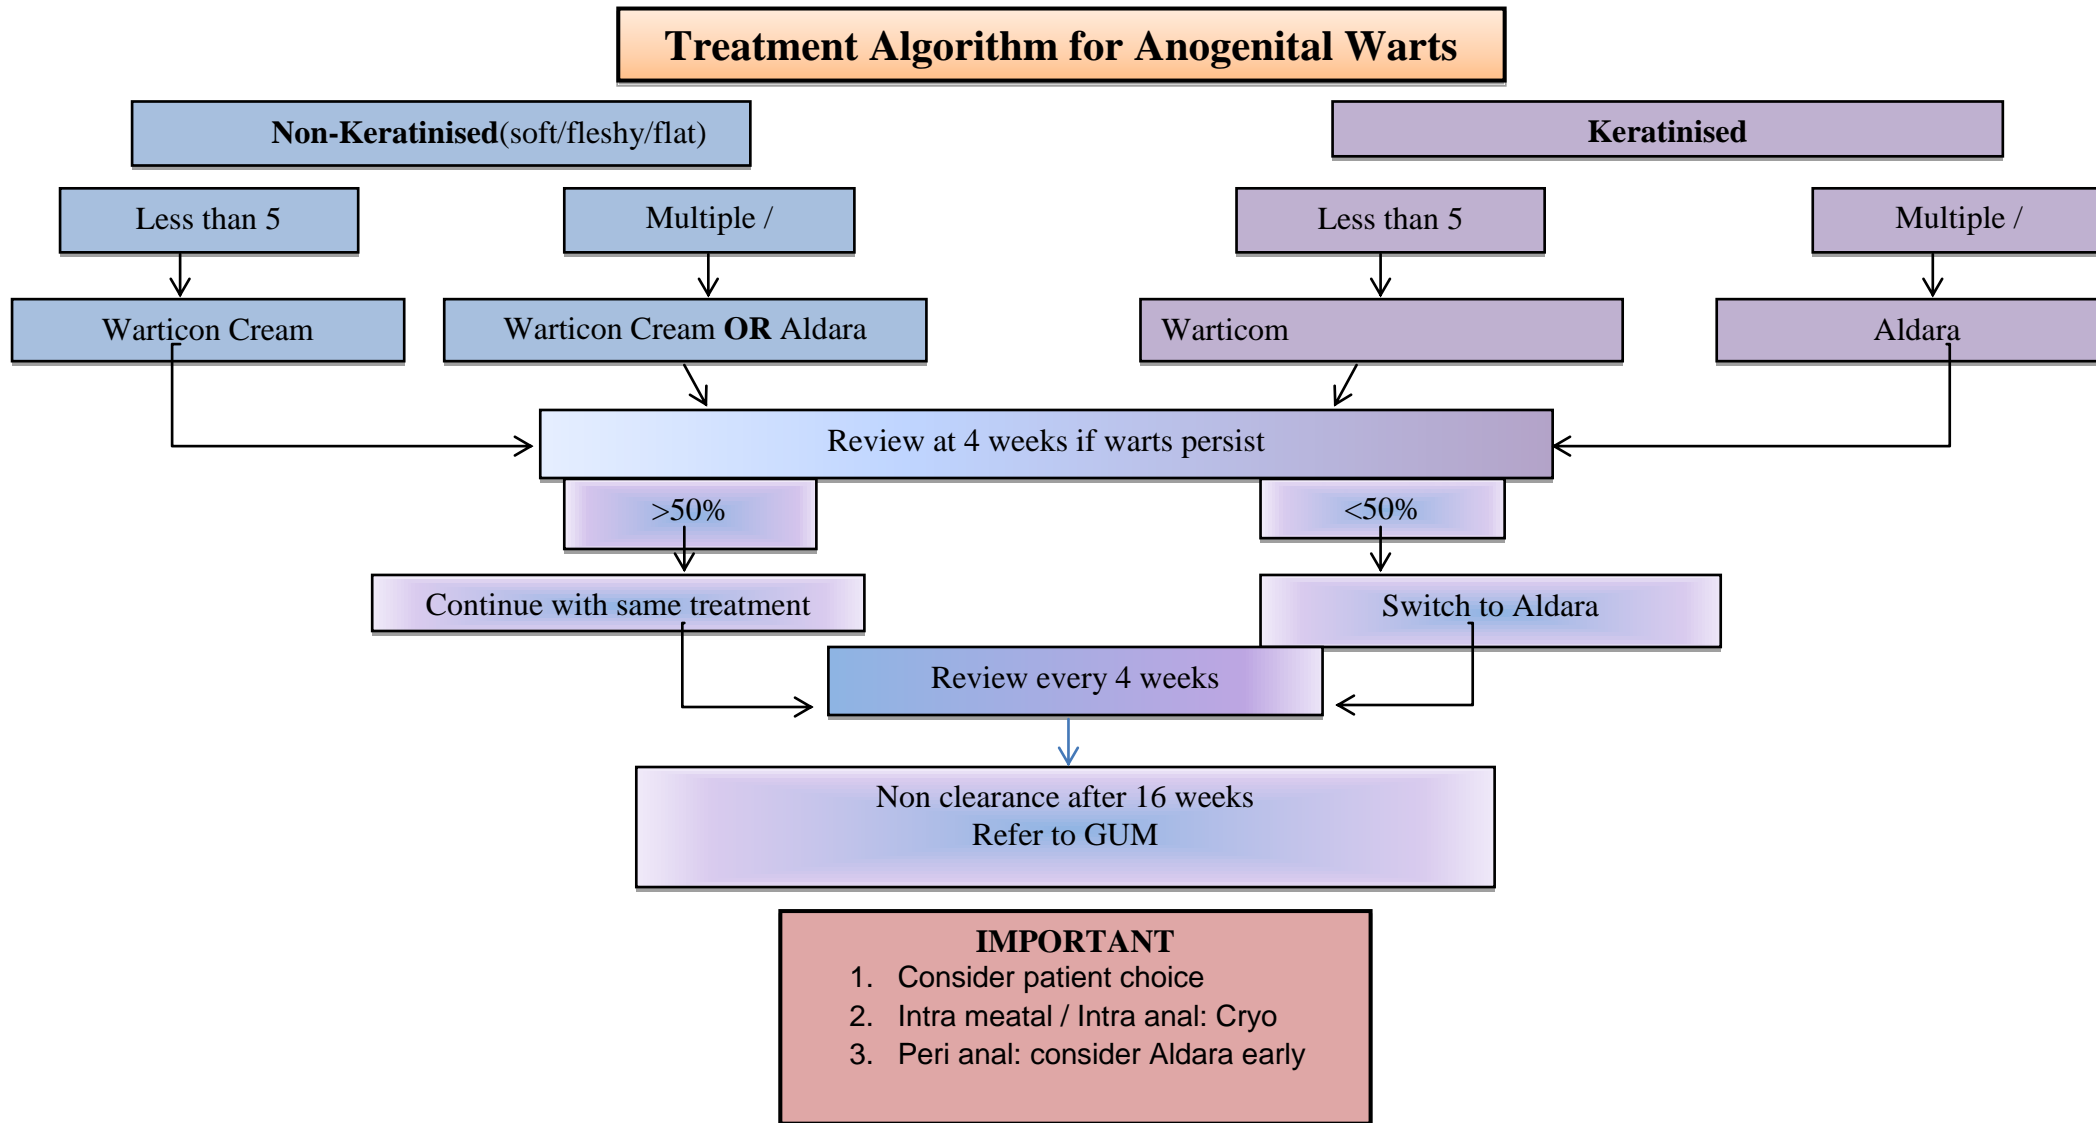 Treatment Algorithm for Anogenital Warts
Non-Keratinised(soft/fleshy/flat)
Keratinised
Less than 5
Multiple /
Less than 5
Multiple /
Warticon Cream
Warticon Cream OR Aldara
Warticom
Aldara
Review at 4 weeks if warts persist
>50%
<50%
Continue with same treatment
Switch to Aldara
Review every 4 weeks
Non clearance after 16 weeks
Refer to GUM
IMPORTANT
1. Consider patient choice
2. Intra meatal / Intra anal: Cryo
3. Peri anal: consider Aldara early